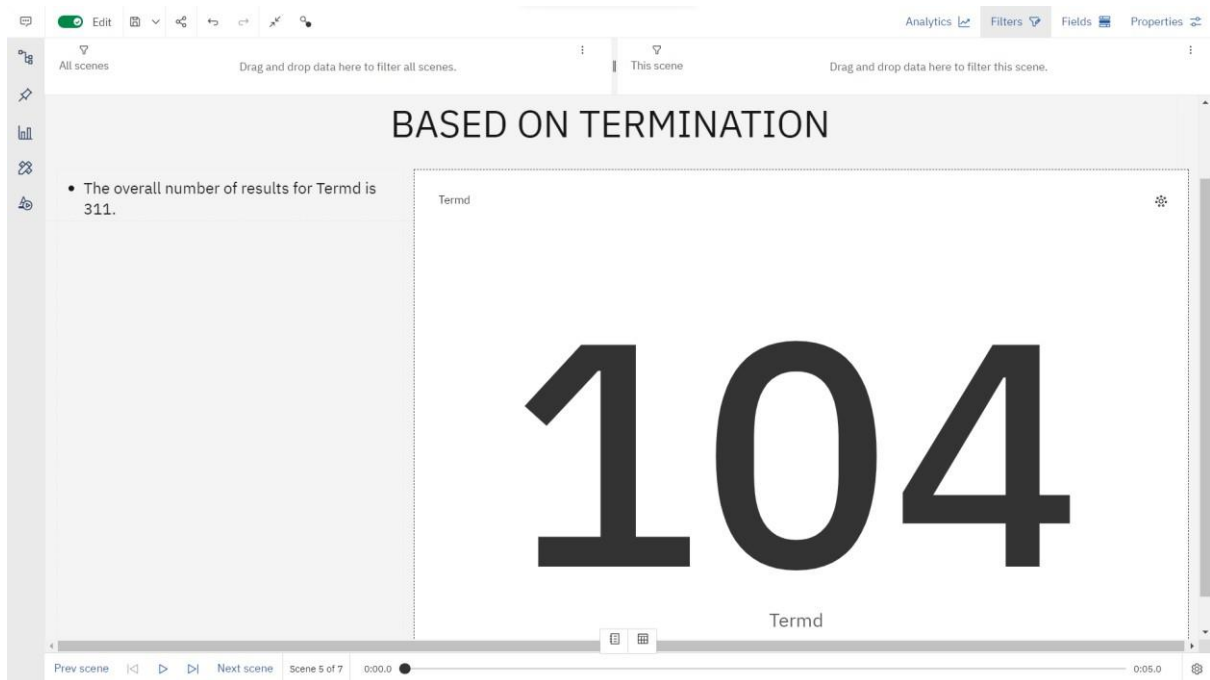 Edit
Analytics
Filters
Fields
Properties
All scenes
Drag and drop data here to filter all scenes.
This scene
Drag and drop data here to filter this scene.
BASED ON TERMINATION
• The overall number of results for Termd is
311.
Termd
104
Termd
Prev scene
Next scene
Scene 5 of 7
0:00.0
0:05.0